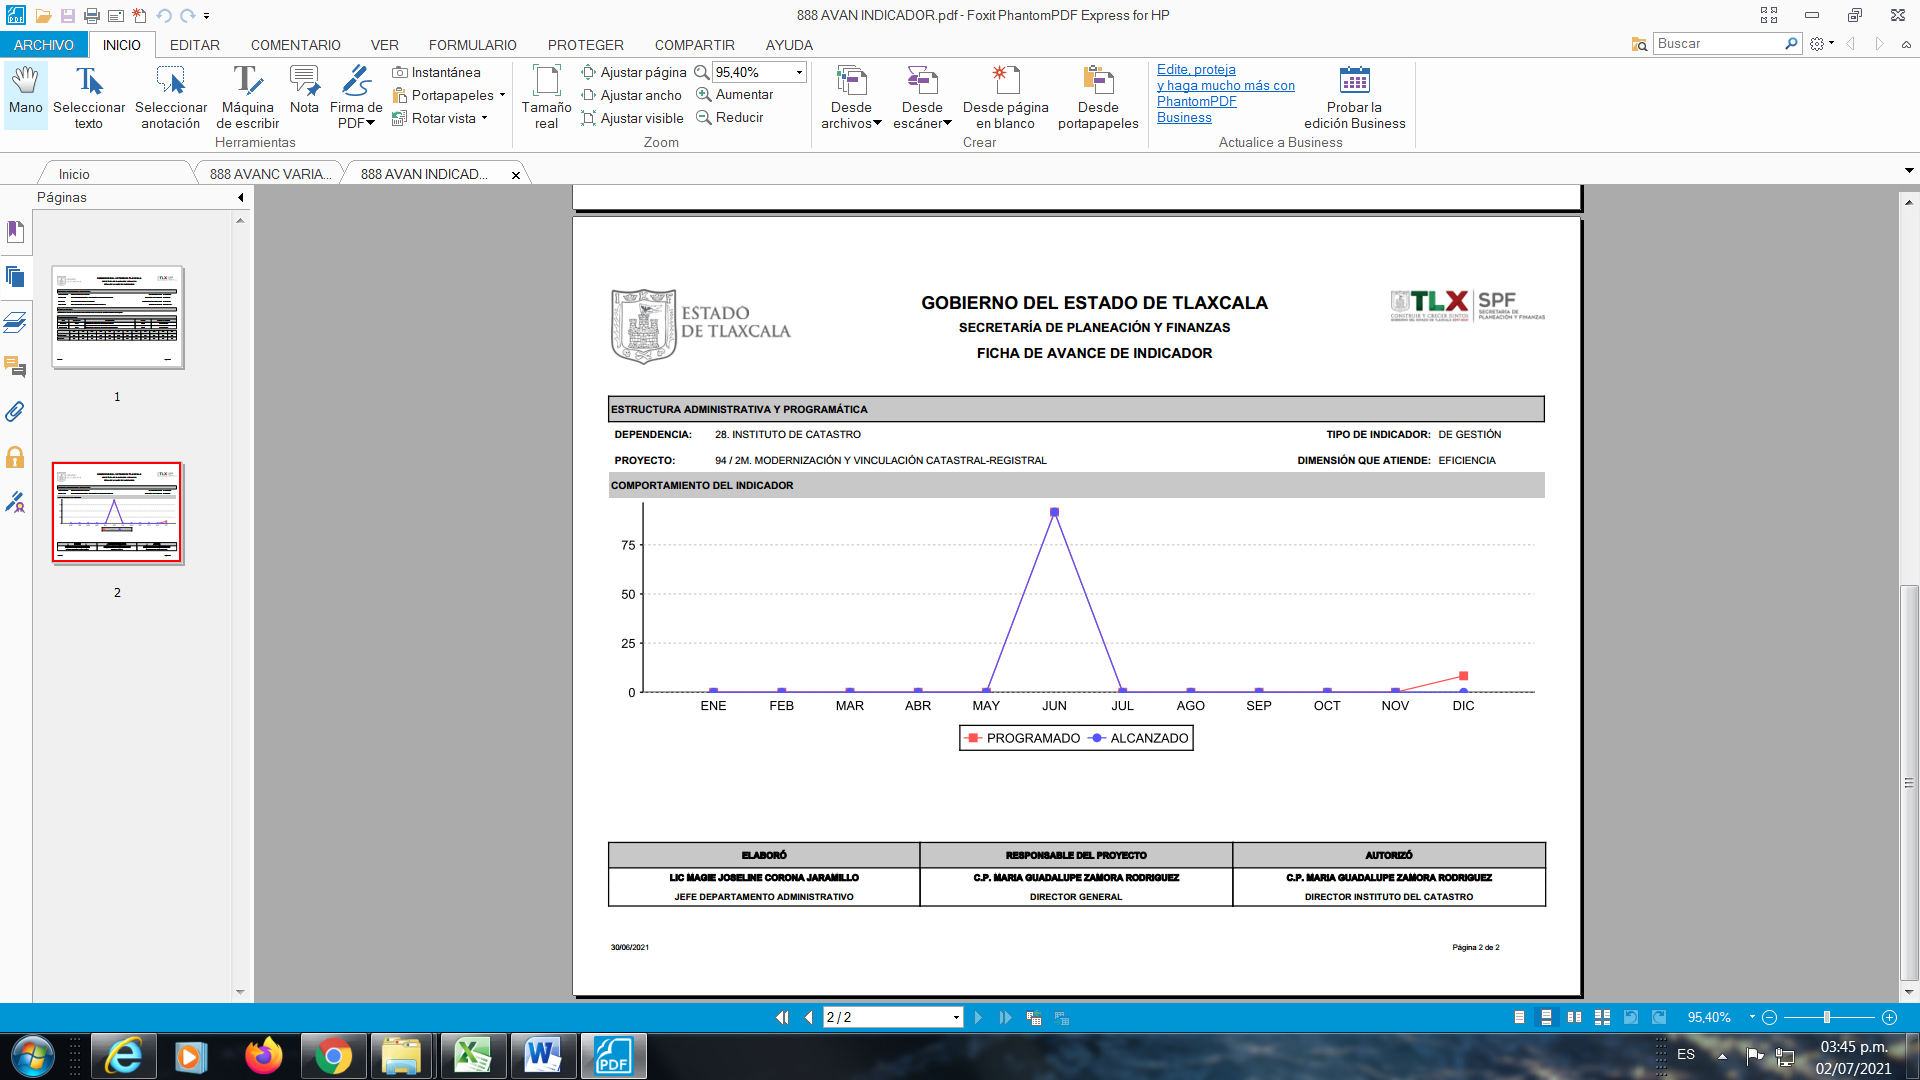 888 AVAN INDICADOR.pdf - Foxit PhantomPDF Express for HP
ARCHIVO INICIO EDITAR COMENTARIO VER FORMULARIO PROTEGER COMPARTIR AYUDA
Buscar
Mano
Seleccionar texto
Seleccionar anotación
Máquina de escribir
Nota
Firma de PDF
Instantánea
Portapapeles
Rotar vista
Herramientas
Tamaño real
Ajustar página
Ajustar ancho
Ajustar visible
95,40%
Aumentar
Reducir
Zoom
Desde archivos
Desde escáner
Desde página en blanco
Desde portapapeles
Crear
Edite, proteja
y haga mucho más con
PhantomPDF
Business
Probar la edición Business
Actualice a Business
Inicio
888 AVANC VARIA...
888 AVAN INDICAD...
Páginas
1
2
ESTADO
DE TLAXCALA
GOBIERNO DEL ESTADO DE TLAXCALA
SECRETARÍA DE PLANEACIÓN Y FINANZAS
FICHA DE AVANCE DE INDICADOR
TLX
CONSTRUIR Y CRECER JUNTOS
SPF
SECRETARÍA DE
PLANEACIÓN Y FINANZAS
ESTRUCTURA ADMINISTRATIVA Y PROGRAMÁTICA
DEPENDENCIA: 28. INSTITUTO DE CATASTRO TIPO DE INDICADOR: DE GESTIÓN
PROYECTO: 94 / 2M. MODERNIZACIÓN Y VINCULACIÓN CATASTRAL-REGISTRAL DIMENSIÓN QUE ATIENDE: EFICIENCIA
COMPORTAMIENTO DEL INDICADOR
75
50
25
0
ENE FEB MAR ABR MAY JUN JUL AGO SEP OCT NOV DIC
PROGRAMADO ALCANZADO
ELABORÓ RESPONSABLE DEL PROYECTO AUTORIZÓ
LIC MAGIE JOSELINE CORONA JARAMILLO C.P. MARIA GUADALUPE ZAMORA RODRIGUEZ C.P. MARIA GUADALUPE ZAMORA RODRIGUEZ
JEFE DEPARTAMENTO ADMINISTRATIVO DIRECTOR GENERAL DIRECTOR INSTITUTO DEL CATASTRO
30/06/2021 Página 2 de 2
2 / 2
95,40%
ES
03:45 p.m.
02/07/2021